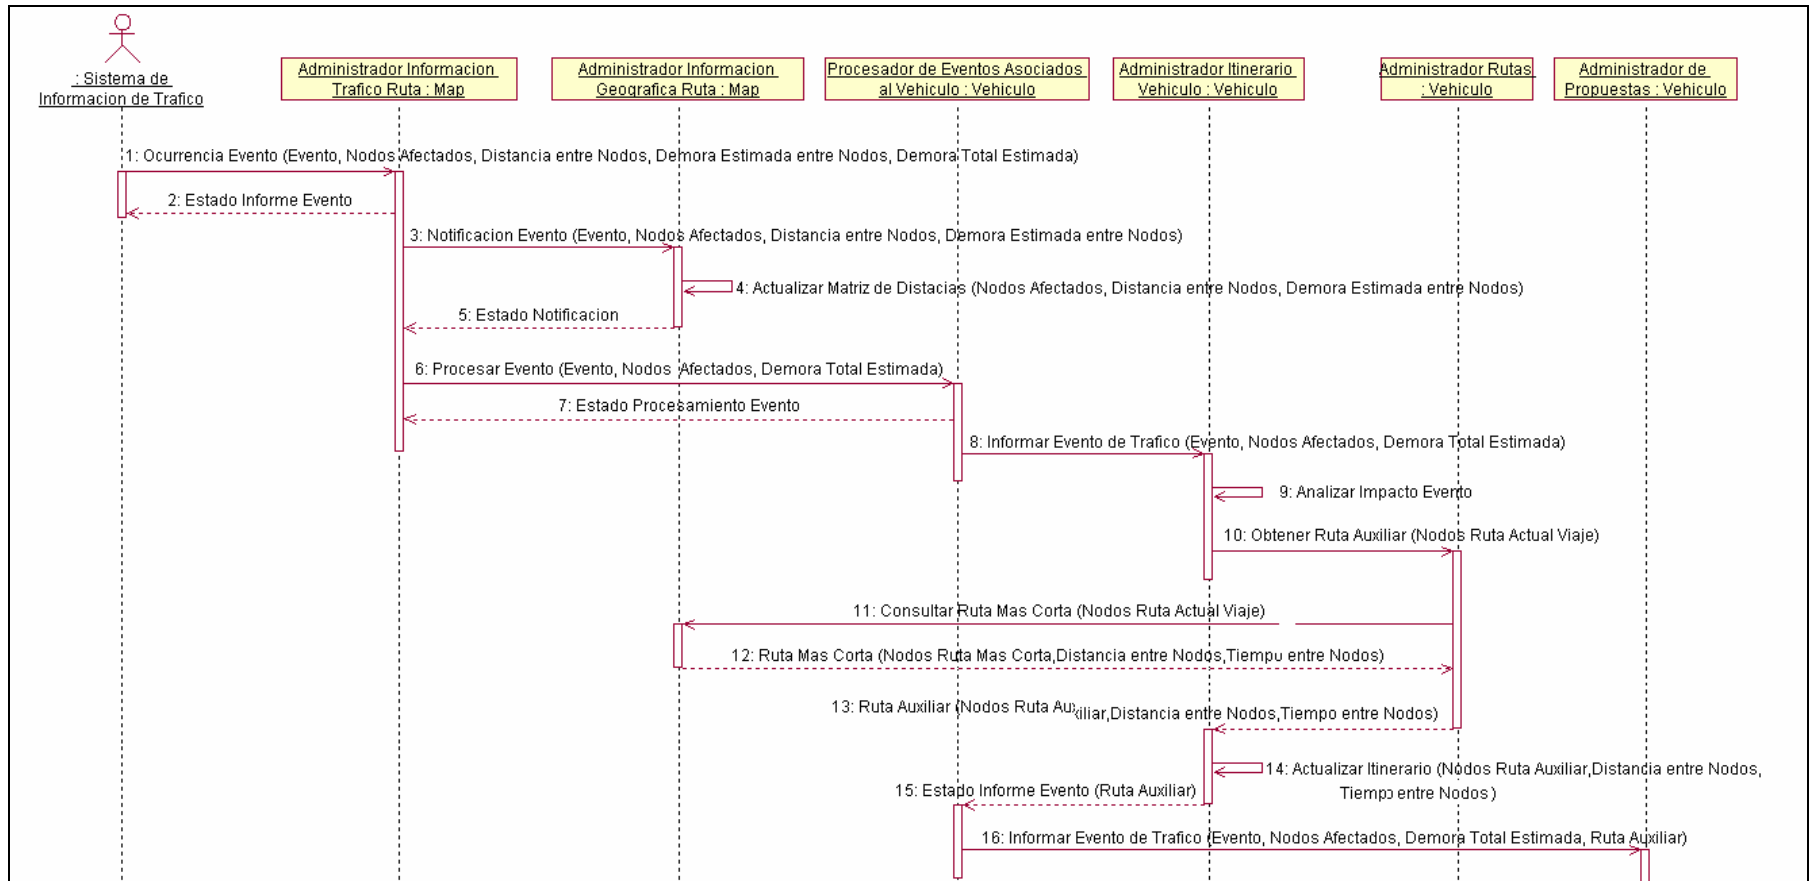 : Sistema de
Informacion de Trafico
Administrador Informacion
Trafico Ruta : Map
Administrador Informacion
Geografica Ruta : Map
Procesador de Eventos Asociados
al Vehiculo : Vehiculo
Administrador Itinerario
Vehiculo : Vehiculo
Administrador Rutas
: Vehiculo
Administrador de
Propuestas : Vehiculo
1: Ocurrencia Evento (Evento, Nodos Afectados, Distancia entre Nodos, Demora Estimada entre Nodos, Demora Total Estimada)
2: Estado Informe Evento
3: Notificacion Evento (Evento, Nodos Afectados, Distancia entre Nodos, Demora Estimada entre Nodos)
4: Actualizar Matriz de Distacias (Nodos Afectados, Distancia entre Nodos, Demora Estimada entre Nodos)
5: Estado Notificacion
6: Procesar Evento (Evento, Nodos Afectados, Demora Total Estimada)
7: Estado Procesamiento Evento
8: Informar Evento de Trafico (Evento, Nodos Afectados, Demora Total Estimada)
9: Analizar Impacto Evento
10: Obtener Ruta Auxiliar (Nodos Ruta Actual Viaje)
11: Consultar Ruta Mas Corta (Nodos Ruta Actual Viaje)
12: Ruta Mas Corta (Nodos Ruta Mas Corta,Distancia entre Nodos,Tiempo entre Nodos)
13: Ruta Auxiliar (Nodos Ruta Auxiliar,Distancia entre Nodos,Tiempo entre Nodos)
14: Actualizar Itinerario (Nodos Ruta Auxiliar,Distancia entre Nodos,
Tiempo entre Nodos)
15: Estado Informe Evento (Ruta Auxiliar)
16: Informar Evento de Trafico (Evento, Nodos Afectados, Demora Total Estimada, Ruta Auxiliar)